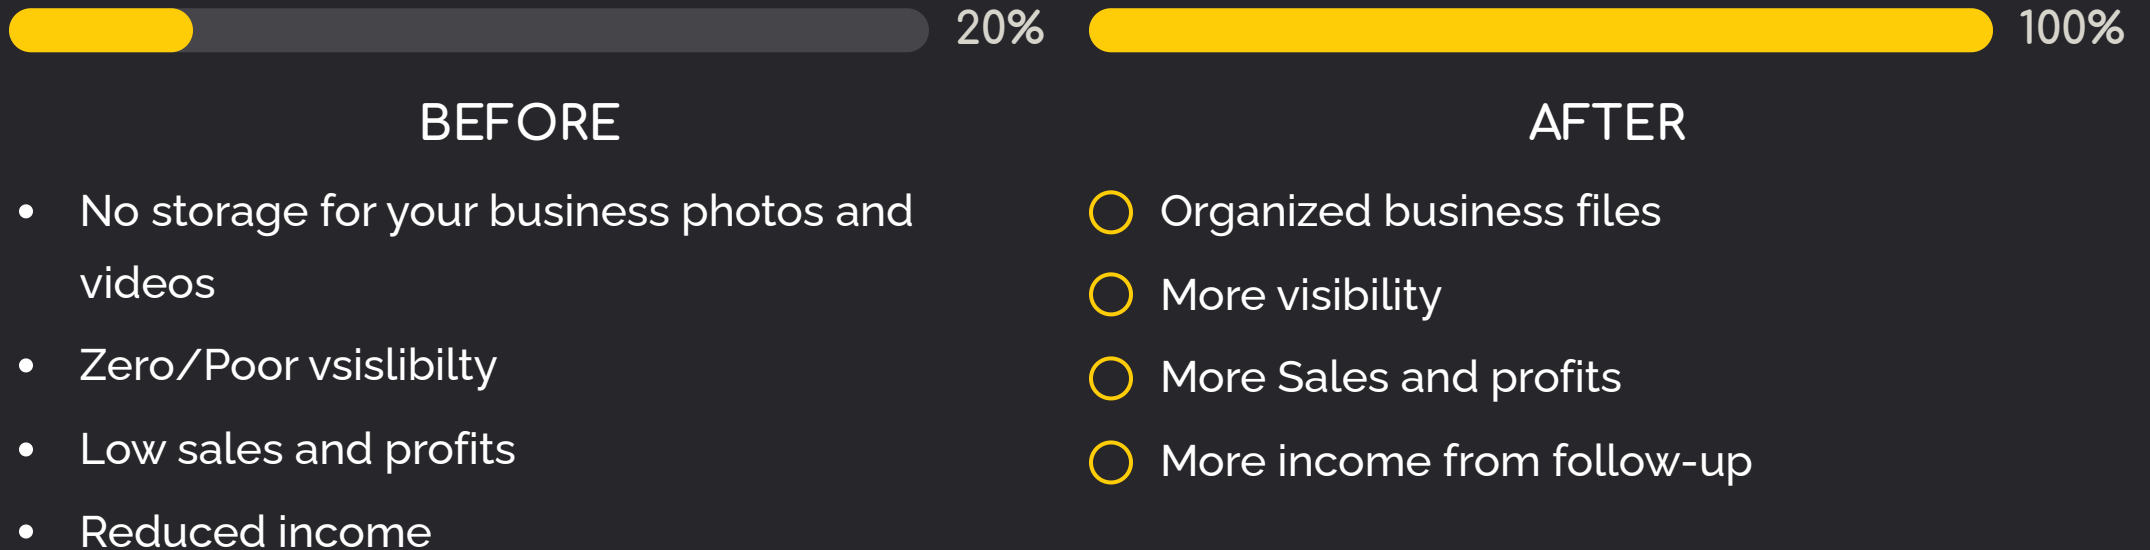 20%
BEFORE
No storage for your business photos and
videos
Zero/Poor vsislibilty
Low sales and profits
Reduced income
100%
AFTER
Organized business files
More visibility
More Sales and profits
More income from follow-up